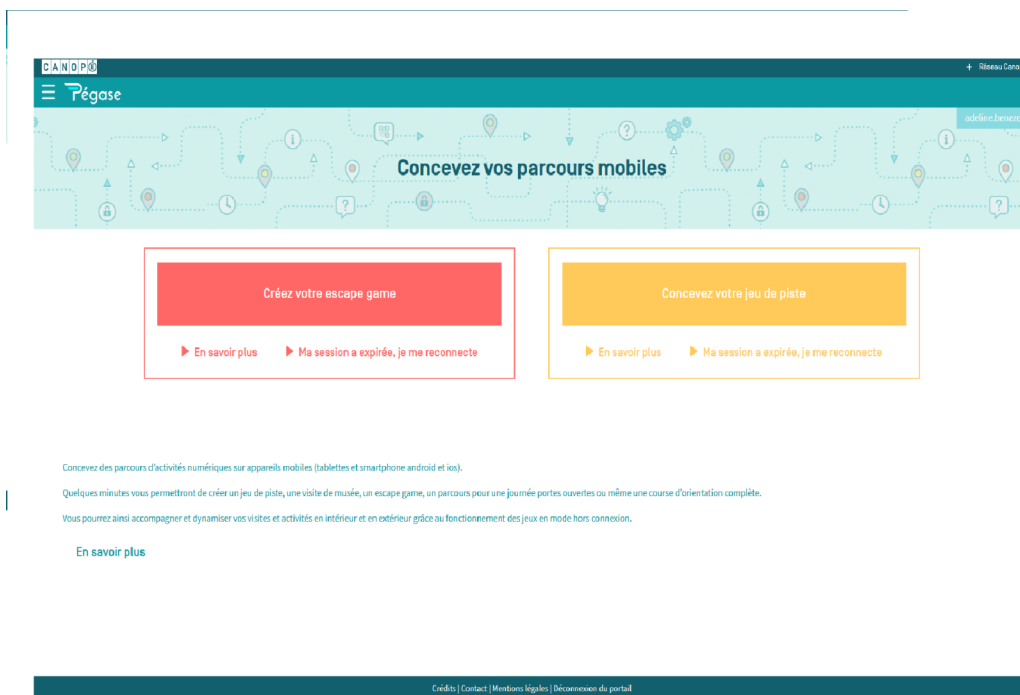 CANOPÉ
+ Réseau Cano
Pégase
adeline.beneze
Concevez vos parcours mobiles
Créez votre escape game
En savoir plus
Ma session a expirée, je me reconnecte
Concevez votre jeu de piste
En savoir plus
Ma session a expirée, je me reconnecte
Concevez des parcours d'activités numériques sur appareils mobiles (tablettes et smartphone android et ios).
Quelques minutes vous permettront de créer un jeu de piste, une visite de musée, un escape game, un parcours pour une journée portes ouvertes ou même une course d'orientation complète.
Vous pourrez ainsi accompagner et dynamiser vos visites et activités en intérieur et en extérieur grâce au fonctionnement des jeux en mode hors connexion.
En savoir plus
Crédits | Contact | Mentions légales | Déconnexion du portail